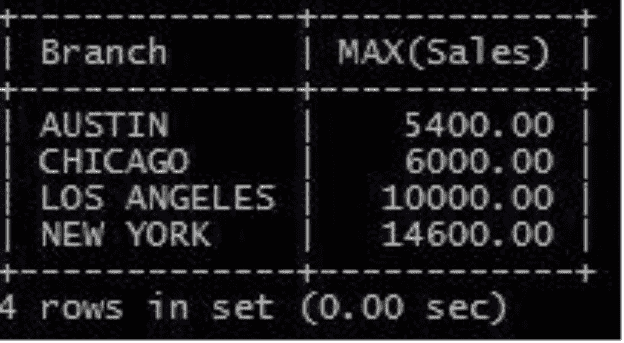 +---------------+-------------+
| Branch | MAX(Sales) |
+---------------+-------------+
| AUSTIN | 5400.00 |
| CHICAGO | 6000.00 |
| LOS ANGELES | 10000.00 |
| NEW YORK | 14600.00 |
+---------------+-------------+
4 rows in set (0.00 sec)